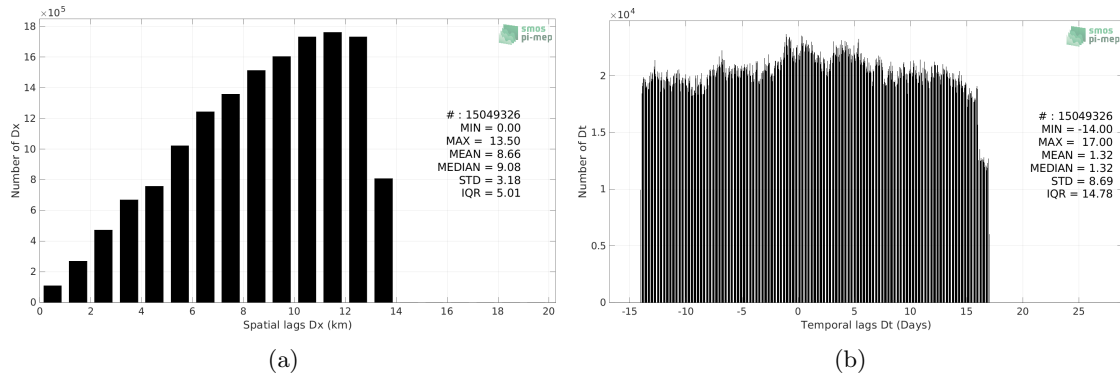 ×10⁵
18
16
14
12
10
8
6
4
2
0
Number of Dx
smos
pi-mep
# : 15049326
MIN = 0.00
MAX = 13.50
MEAN = 8.66
MEDIAN = 9.08
STD = 3.18
IQR = 5.01
0 2 4 6 8 10 12 14 16 18 20
Spatial lags Dx (km)
(a)
×10⁴
2
1.5
1
0.5
0
Number of Dt
smos
pi-mep
# : 15049326
MIN = -14.00
MAX = 17.00
MEAN = 1.32
MEDIAN = 1.32
STD = 8.69
IQR = 14.78
-15 -10 -5 0 5 10 15 20 25
Temporal lags Dt (Days)
(b)